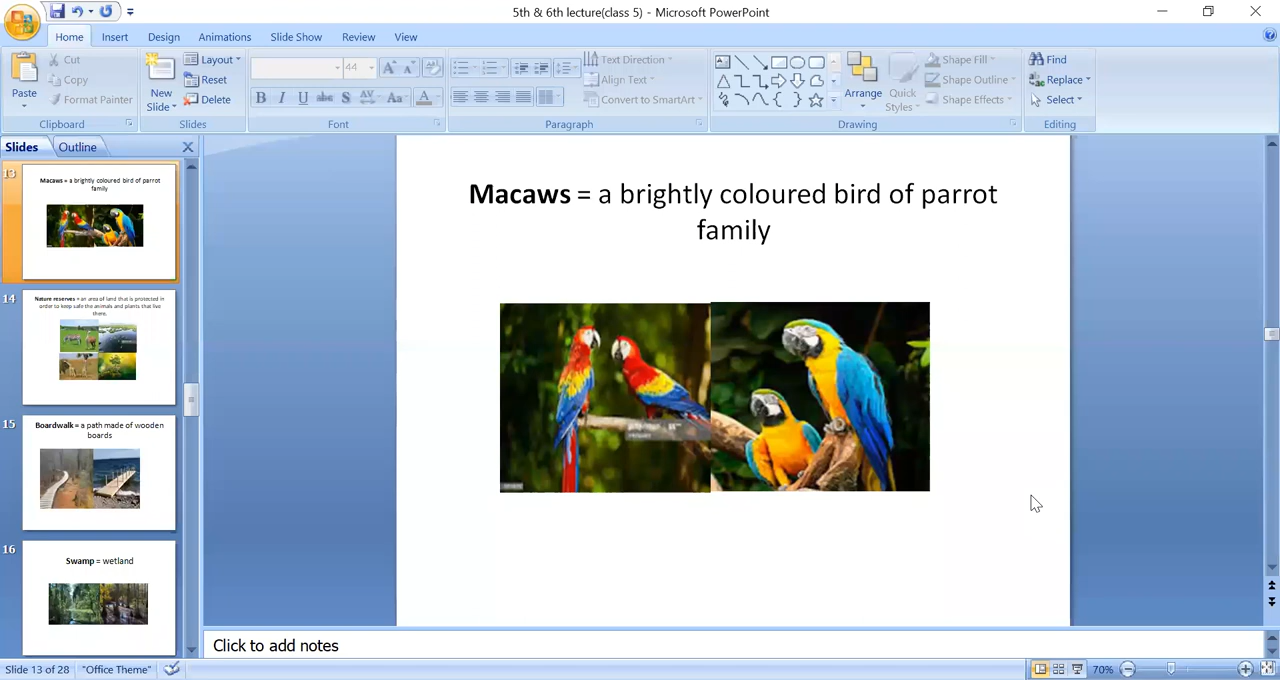 5th & 6th lecture(class 5) - Microsoft PowerPoint
Home Insert Design Animations Slide Show Review View
Paste
Cut
Copy
Format Painter
Clipboard
New Slide
Layout
Reset
Delete
Slides
44
Font
Text Direction
Align Text
Convert to SmartArt
Paragraph
Arrange
Quick Styles
Shape Fill
Shape Outline
Shape Effects
Drawing
Find
Replace
Select
Editing
Slides Outline
13
Macaws = a brightly coloured bird of parrot
family
14
Nature reserves = an area of land that is protected in
order to keep safe the animals and plants that live
there.
15
Boardwalk = a path made of wooden
boards
16
Swamp = wetland
Macaws = a brightly coloured bird of parrot
family
Click to add notes
Slide 13 of 28 "Office Theme" 70%